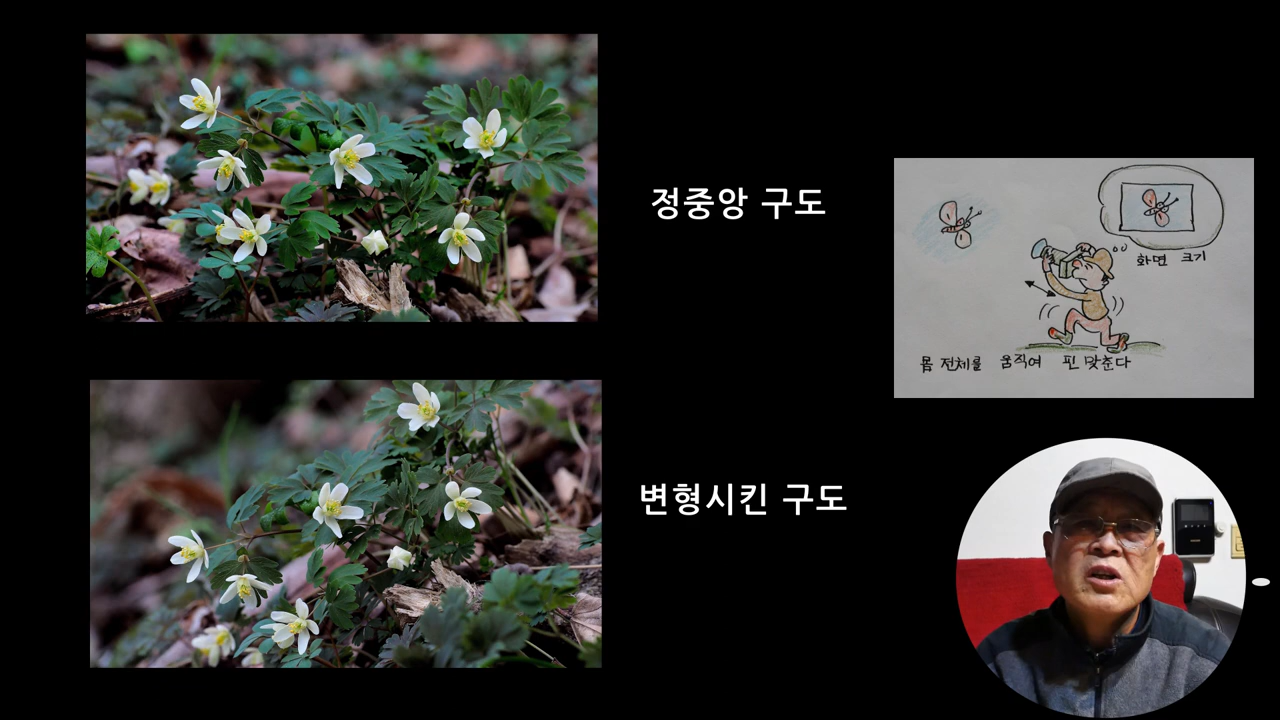 정중앙 구도
화면 크기
몸 전체를 움직여 핀 맞춘다
변형시킨 구도